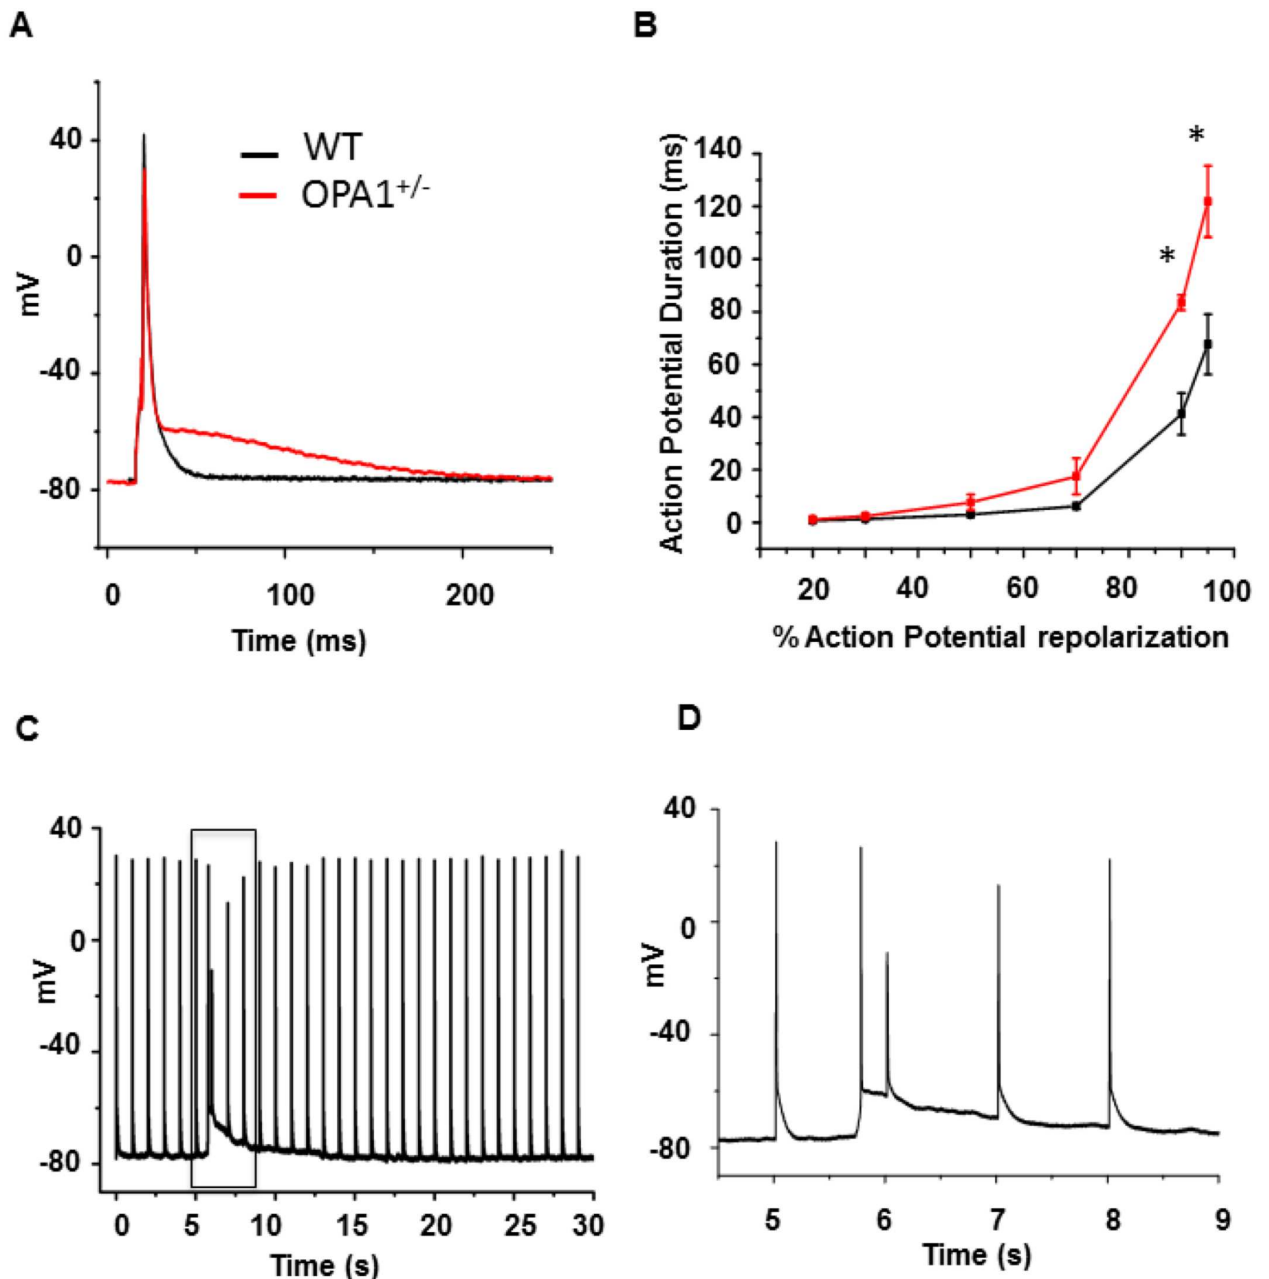 A
B
40
0
-40
-80
mV
WT
OPA1+/-
0 100 200
Time (ms)
140
120
100
80
60
40
20
0
Action Potential Duration (ms)
*
*
20 40 60 80 100
% Action Potential repolarization
C
D
40
0
-40
-80
mV
0 5 10 15 20 25 30
Time (s)
40
0
-40
-80
mV
5 6 7 8 9
Time (s)